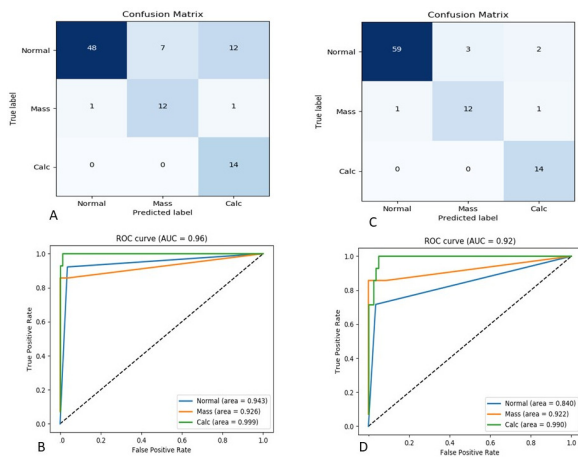 Confusion Matrix
Normal 48 7 12
Mass 1 12 1
Calc 0 0 14
Normal Mass Calc
True label
Predicted label
A
Confusion Matrix
Normal 59 3 2
Mass 1 12 1
Calc 0 0 14
Normal Mass Calc
True label
Predicted label
C
ROC curve (AUC = 0.96)
1.0
0.8
0.6
0.4
0.2
0.0
True Positive Rate
Normal (area = 0.943)
Mass (area = 0.926)
Calc (area = 0.999)
.0 0.2 0.4 0.6 0.8 1.0
False Positive Rate
B
ROC curve (AUC = 0.92)
1.0
0.8
0.6
0.4
0.2
0.0
True Positive Rate
Normal (area = 0.840)
Mass (area = 0.922)
Calc (area = 0.990)
.0 0.2 0.4 0.6 0.8 1.0
False Positive Rate
D